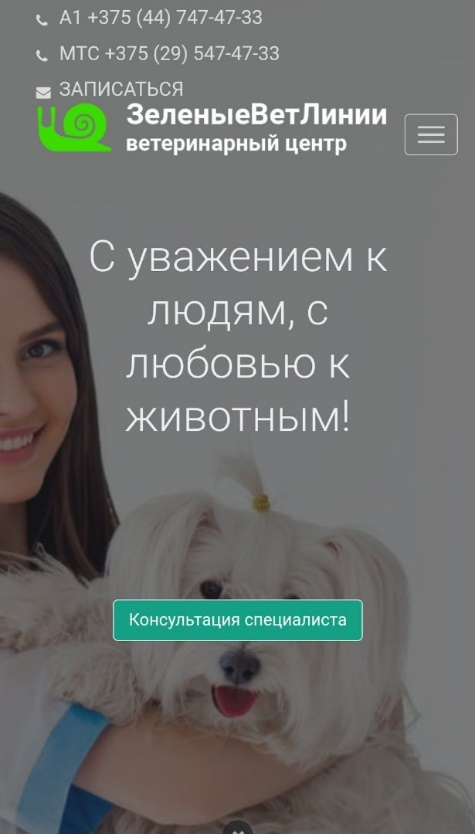 А1 +375 (44) 747-47-33
МТС +375 (29) 547-47-33
ЗАПИСАТЬСЯ
ЗеленыеВетЛинии
ветеринарный центр
С уважением к
людям, с
любовью к
животным!
Консультация специалиста